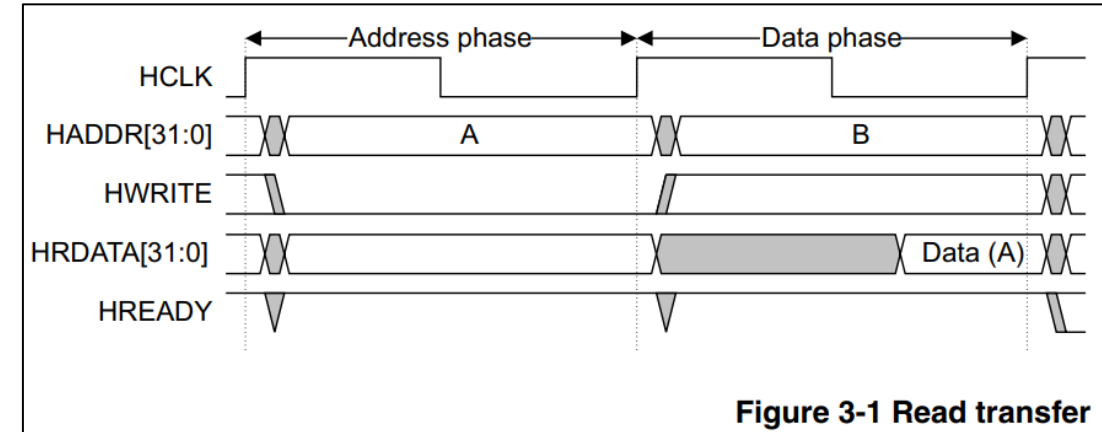 Address phase Data phase
HCLK
HADDR[31:0] A B
HWRITE
HRDATA[31:0] Data (A)
HREADY
Figure 3-1 Read transfer